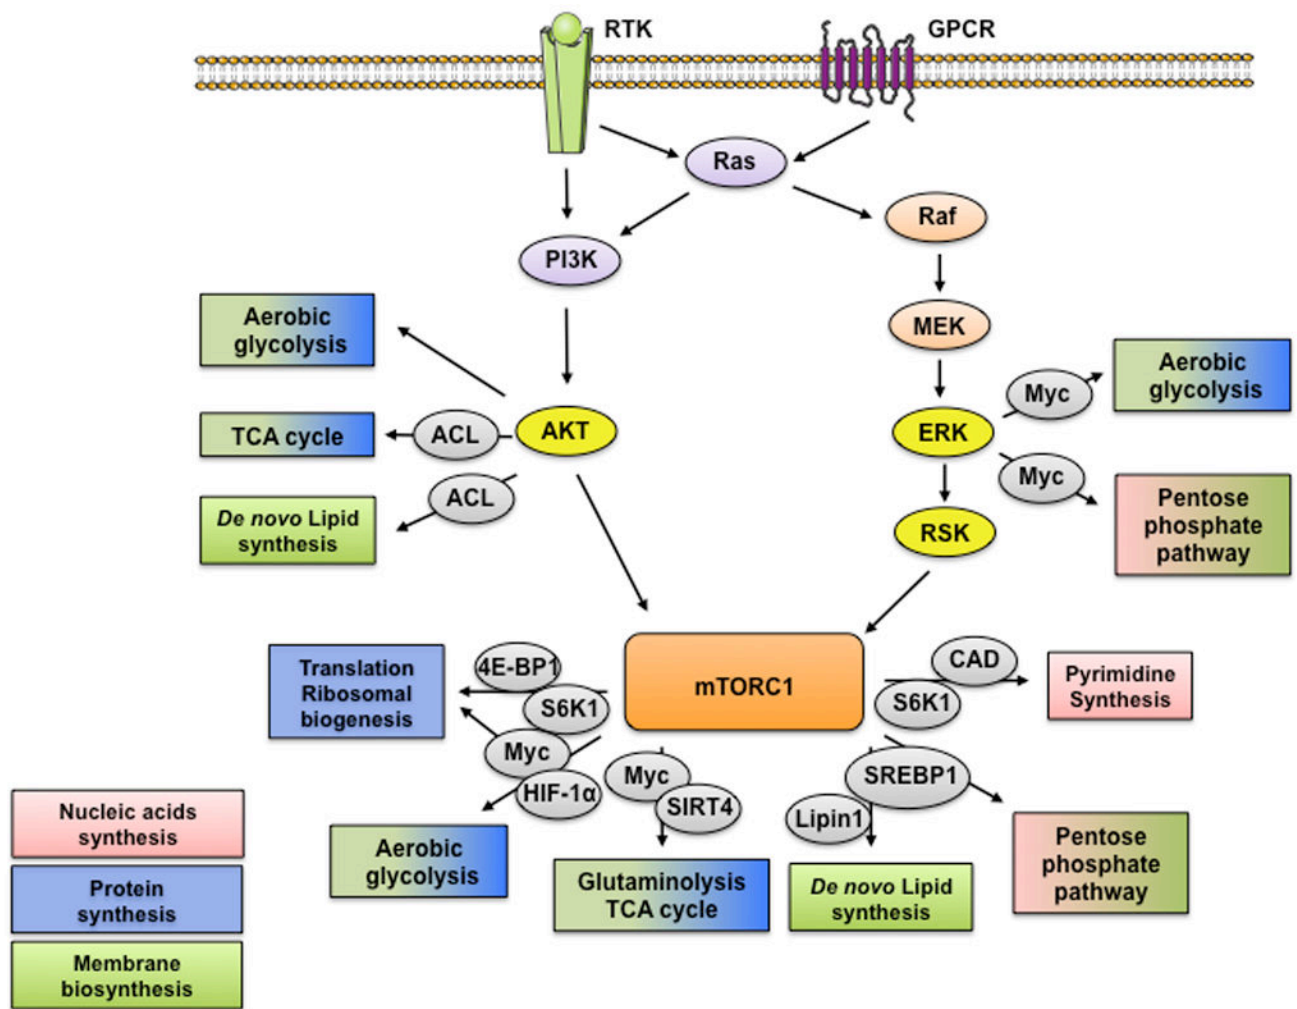 RTK
GPCR
Ras
Raf
PI3K
MEK
Aerobic
glycolysis
Aerobic
glycolysis
Myc
TCA cycle
ACL
AKT
ERK
Myc
ACL
De novo Lipid
synthesis
Pentose
phosphate
pathway
RSK
Translation
Ribosomal
biogenesis
4E-BP1
S6K1
Myc
HIF-1α
mTORC1
CAD
S6K1
Pyrimidine
Synthesis
Myc
SIRT4
SREBP1
Lipin1
Aerobic
glycolysis
Glutaminolysis
TCA cycle
De novo Lipid
synthesis
Pentose
phosphate
pathway
Nucleic acids
synthesis
Protein
synthesis
Membrane
biosynthesis